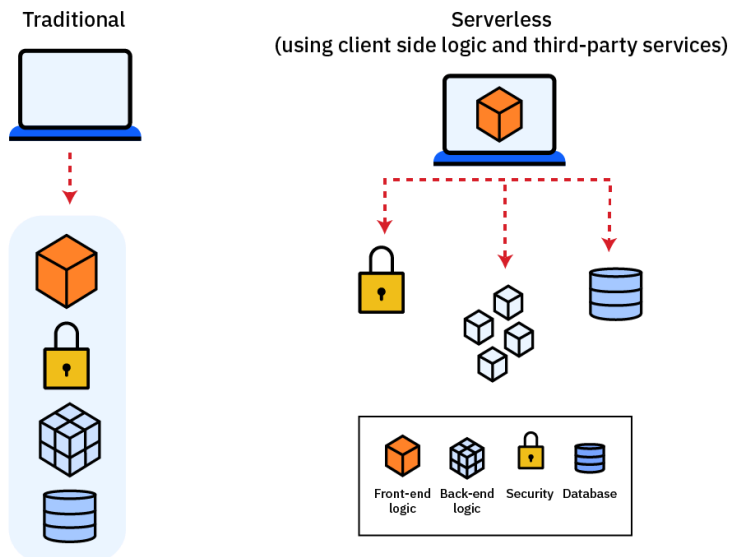 Traditional
Serverless
(using client side logic and third-party services)
Front-end
logic
Back-end
logic
Security
Database